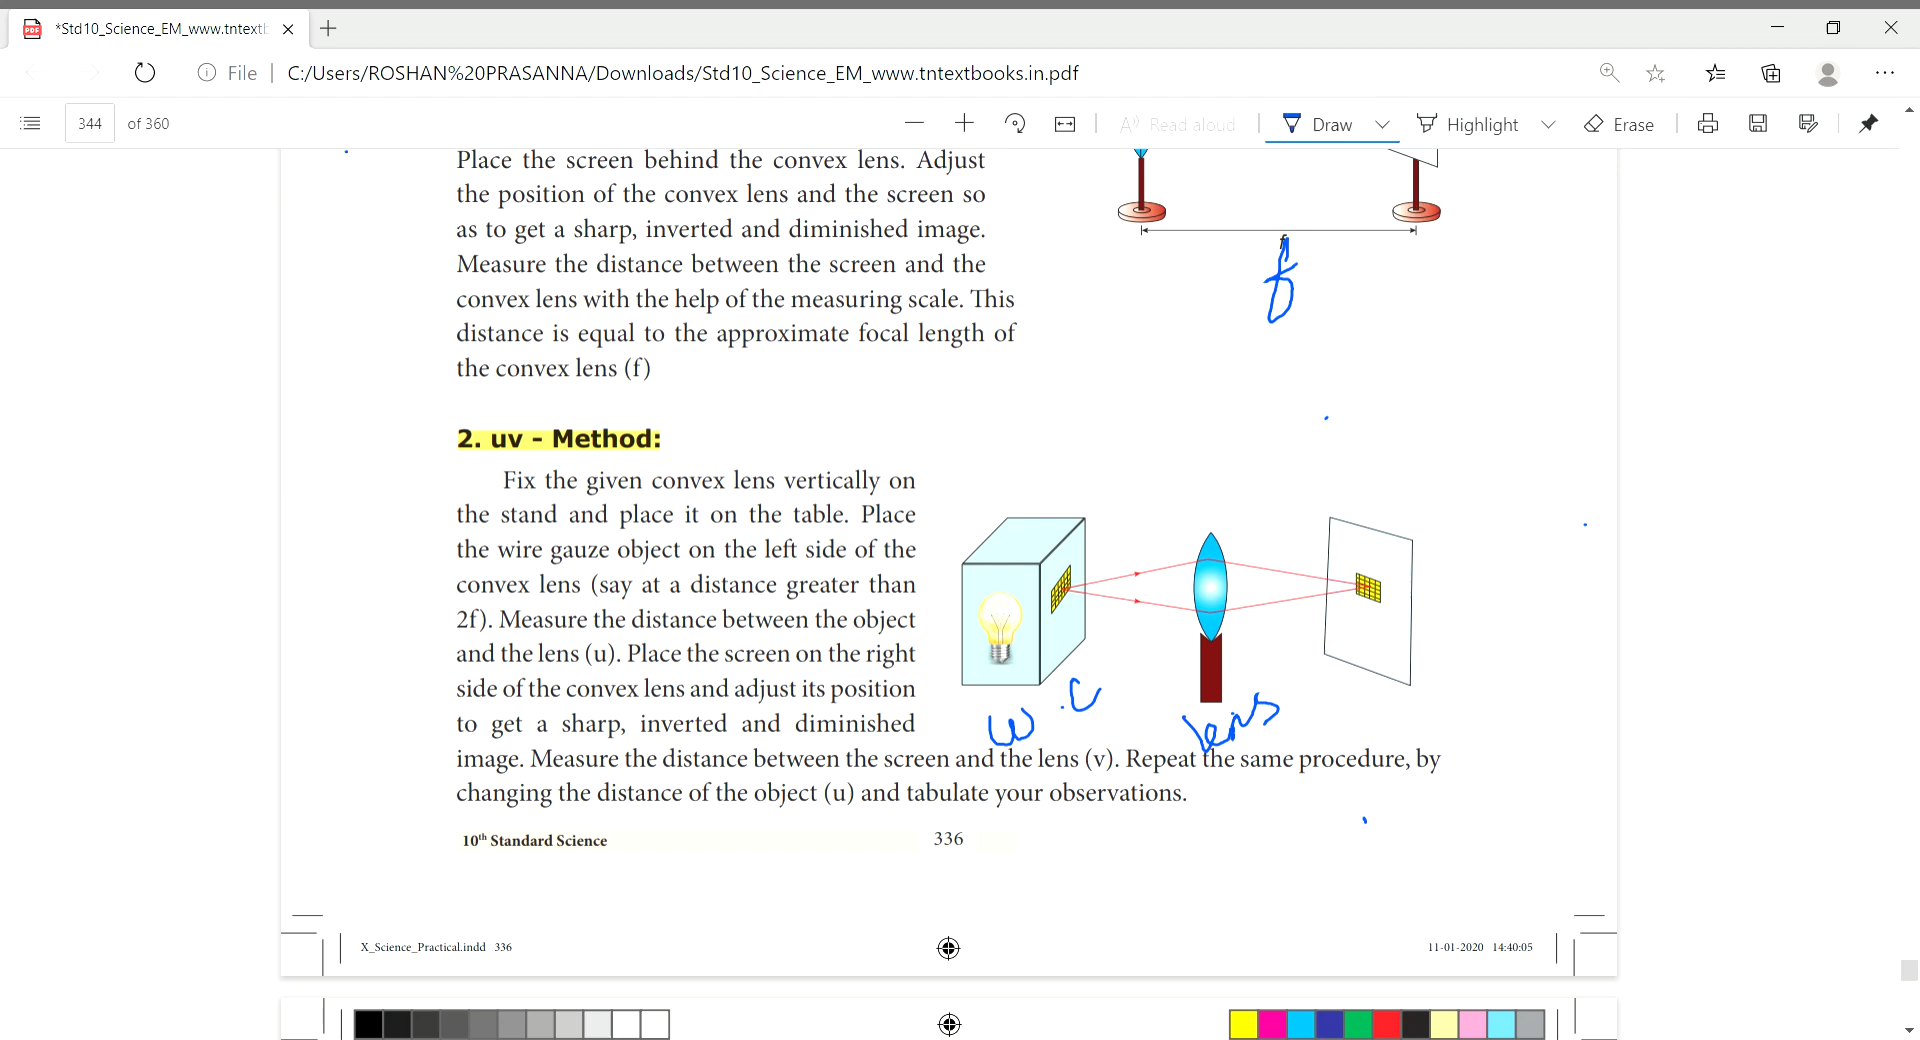 *Std10_Science_EM_www.tntextb
File
C:/Users/ROSHAN%20PRASANNA/Downloads/Std10_Science_EM_www.tntextbooks.in.pdf
344 of 360
Read aloud
Draw
Highlight
Erase
Place the screen behind the convex lens. Adjust
the position of the convex lens and the screen so
as to get a sharp, inverted and diminished image.
Measure the distance between the screen and the
convex lens with the help of the measuring scale. This
distance is equal to the approximate focal length of
the convex lens (f)
f
f
2. uv - Method:
Fix the given convex lens vertically on
the stand and place it on the table. Place
the wire gauze object on the left side of the
convex lens (say at a distance greater than
2f). Measure the distance between the object
and the lens (u). Place the screen on the right
side of the convex lens and adjust its position
to get a sharp, inverted and diminished
image. Measure the distance between the screen and the lens (v). Repeat the same procedure, by
changing the distance of the object (u) and tabulate your observations.
lens
10th Standard Science
336
X_Science_Practical.indd 336
11-01-2020 14:40:05